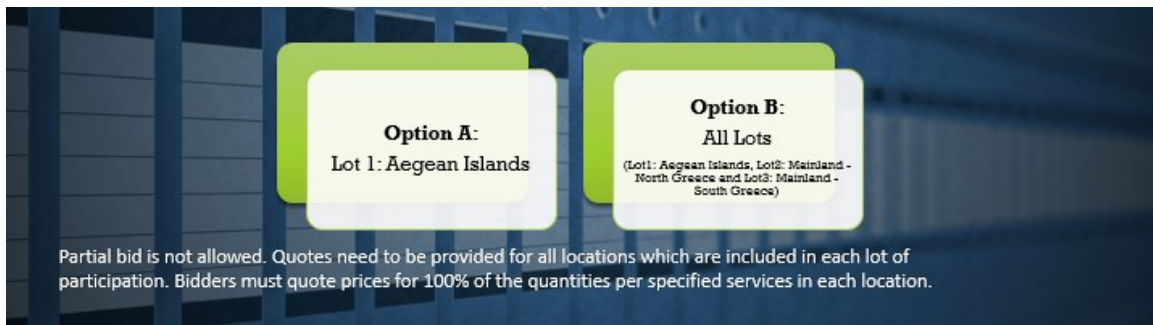 Option A:
Lot 1: Aegean Islands
Option B:
All Lots
(Lot1: Aegean Islands, Lot2: Mainland -
North Greece and Lot3: Mainland -
South Greece)
Partial bid is not allowed. Quotes need to be provided for all locations which are included in each lot of
participation. Bidders must quote prices for 100% of the quantities per specified services in each location.